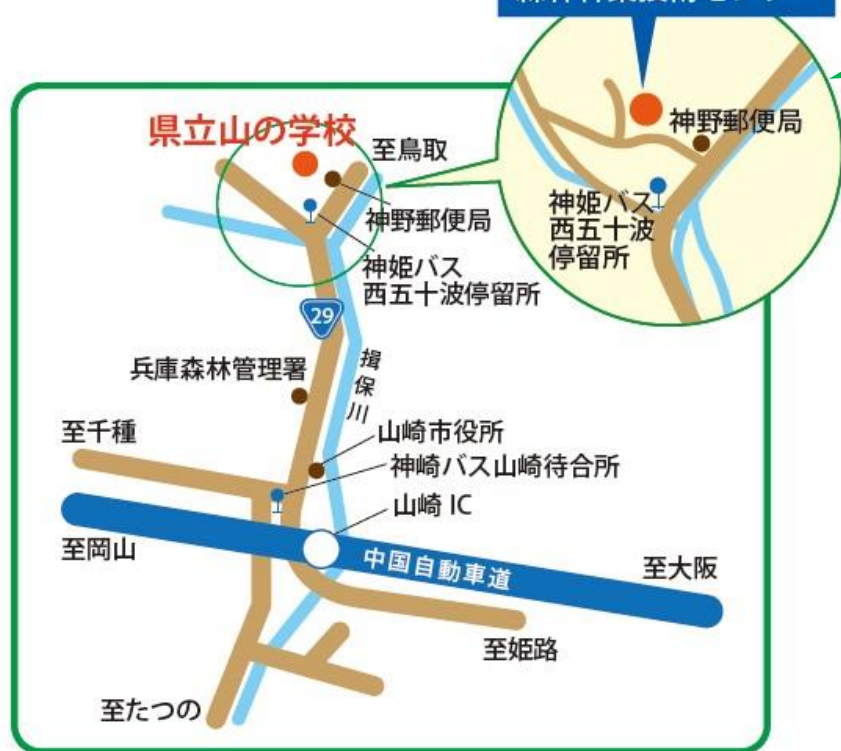 県立山の学校
至鳥取
神野郵便局
神姫バス
西五十波停留所
29
兵庫森林管理署
揖保川
至千種
山崎市役所
神崎バス山崎待合所
山崎 IC
至岡山
中国自動車道
至大阪
至姫路
至たつの
神野郵便局
神姫バス
西五十波
停留所